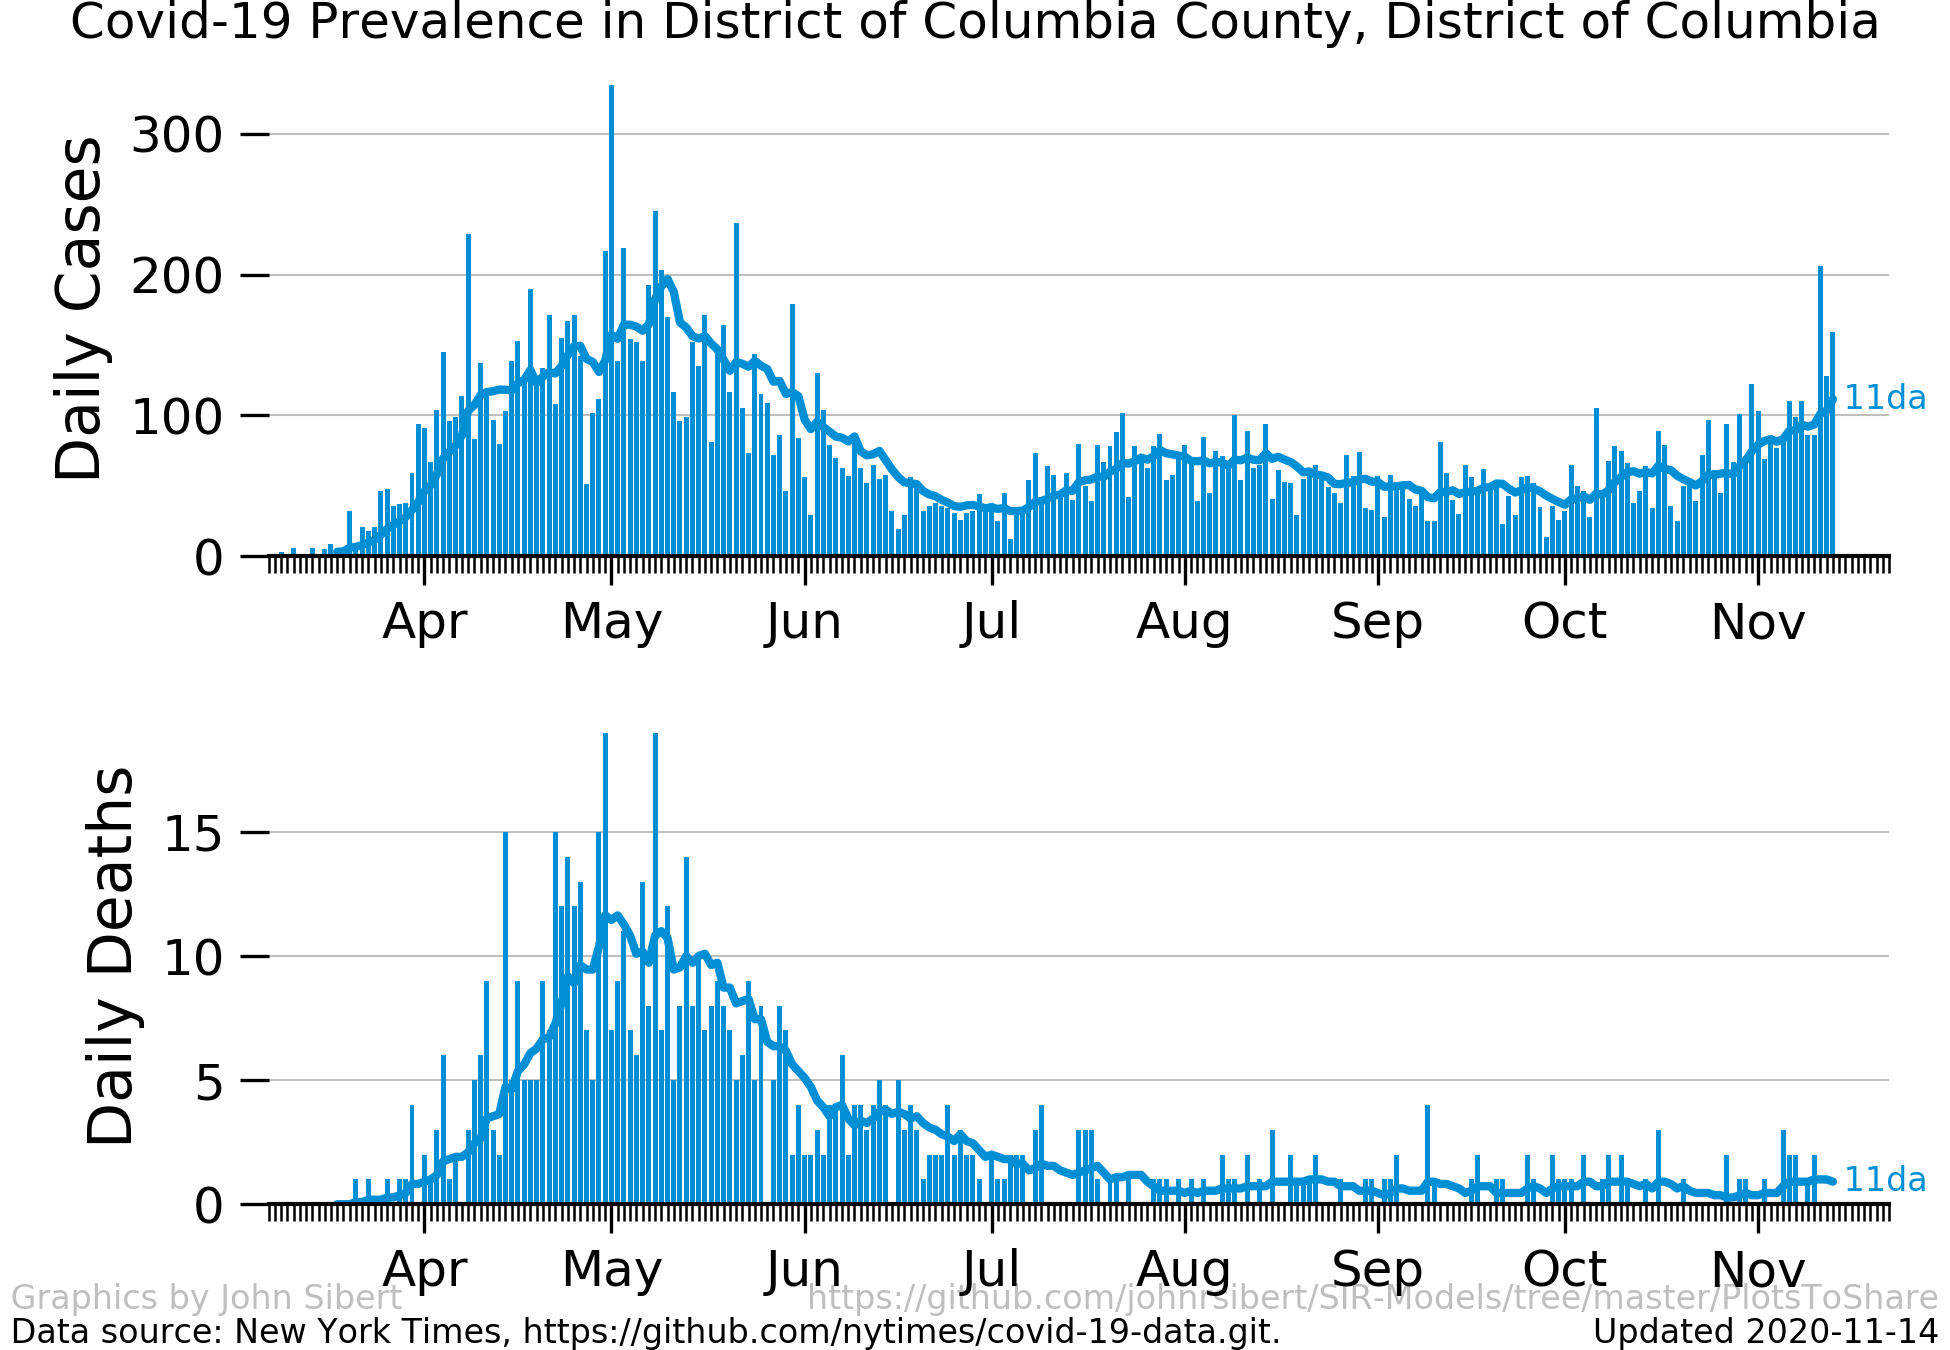 Covid-19 Prevalence in District of Columbia County, District of Columbia
Daily Cases
300
200
100
0
11da
Apr May Jun Jul Aug Sep Oct Nov
Daily Deaths
15
10
5
0
11da
Apr May Jun Jul Aug Sep Oct Nov
Graphics by John Sibert https://github.com/johnrsibert/SIR-Models/tree/master/PlotsToShare
Data source: New York Times, https://github.com/nytimes/covid-19-data.git. Updated 2020-11-14